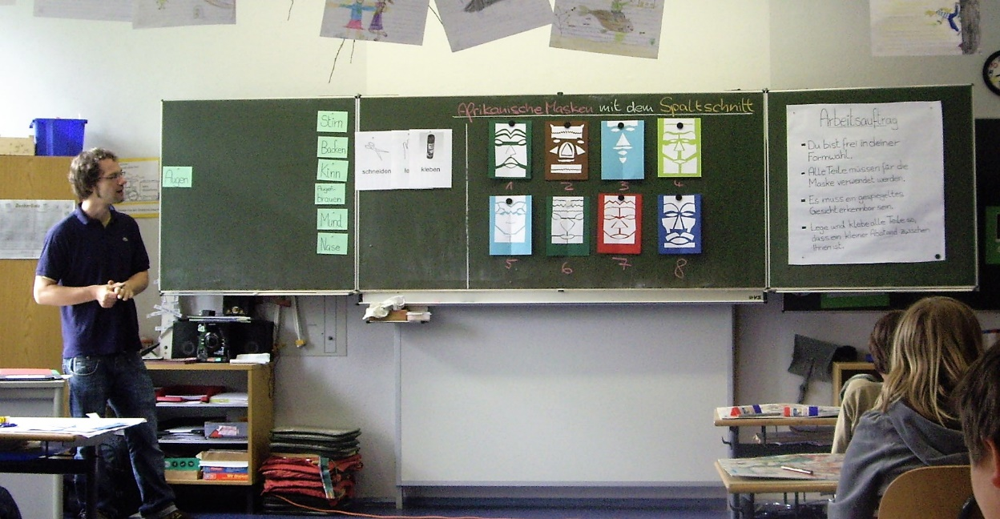 Afrikanische Masken mit dem Spaltschnitt
Augen
Stirn
Backen
Kinn
Augen-
brauen
Mund
Nase
schneiden
kleben
1 2 3 4
5 6 7 8
Arbeitsauftrag
- Du bist frei in deiner
Formwahl.
- Alle Teile müssen für die
Maske verwendet werden.
- Es muss ein gespiegeltes
Gesicht erkennbar sein.
- Lege und klebe alle Teile so,
dass ein kleiner Abstand zwischen
ihnen ist.